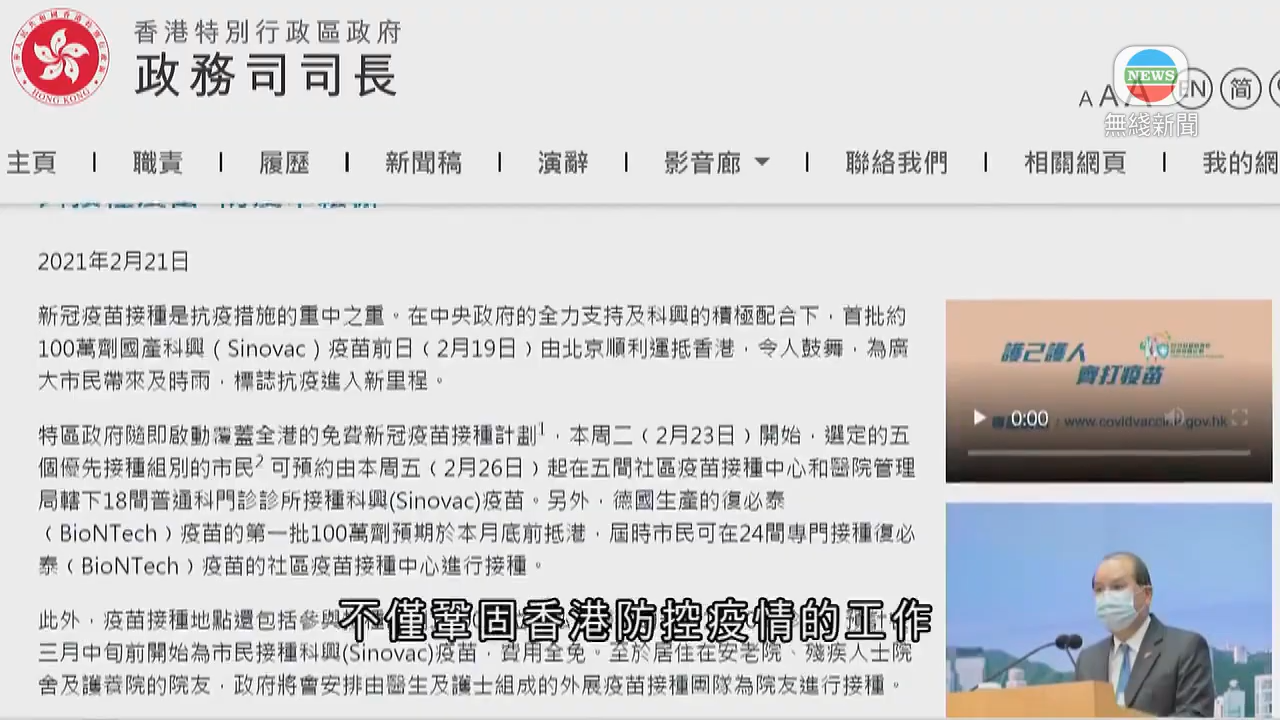 香港特別行政區政府
政務司司長
HONG KONG
A A A EN 简
NEWS
無綫新聞
主頁 | 職責 | 履歷 | 新聞稿 | 演辭 | 影音廊 | 聯絡我們 | 相關網頁 | 我的網
2021年2月21日
新冠疫苗接種是抗疫措施的重中之重。在中央政府的全力支持及科興的積極配合下，首批約
100萬劑國產科興（Sinovac）疫苗前日（2月19日）由北京順利運抵香港，令人鼓舞，為廣
大市民帶來及時雨，標誌抗疫進入新里程。
特區政府隨即啟動覆蓋全港的免費新冠疫苗接種計劃1，本周二（2月23日）開始，選定的五
個優先接種組別的市民2 可預約由本周五（2月26日）起在五間社區疫苗接種中心和醫院管理
局轄下18間普通科門診診所接種科興(Sinovac)疫苗。另外，德國生產的復必泰
（BioNTech）疫苗的第一批100萬劑預期於本月底前抵港，屆時市民可在24間專門接種復必
泰（BioNTech）疫苗的社區疫苗接種中心進行接種。
此外，疫苗接種地點還包括參與
不僅鞏固香港防控疫情的工作
三月中旬前開始為市民接種科興(Sinovac)疫苗，費用全免。至於居住在安老院、殘疾人士院
舍及護養院的院友，政府將會安排由醫生及護士組成的外展疫苗接種團隊為院友進行接種。
護己護人
齊打疫苗
0:00
www.covidvaccine.gov.hk